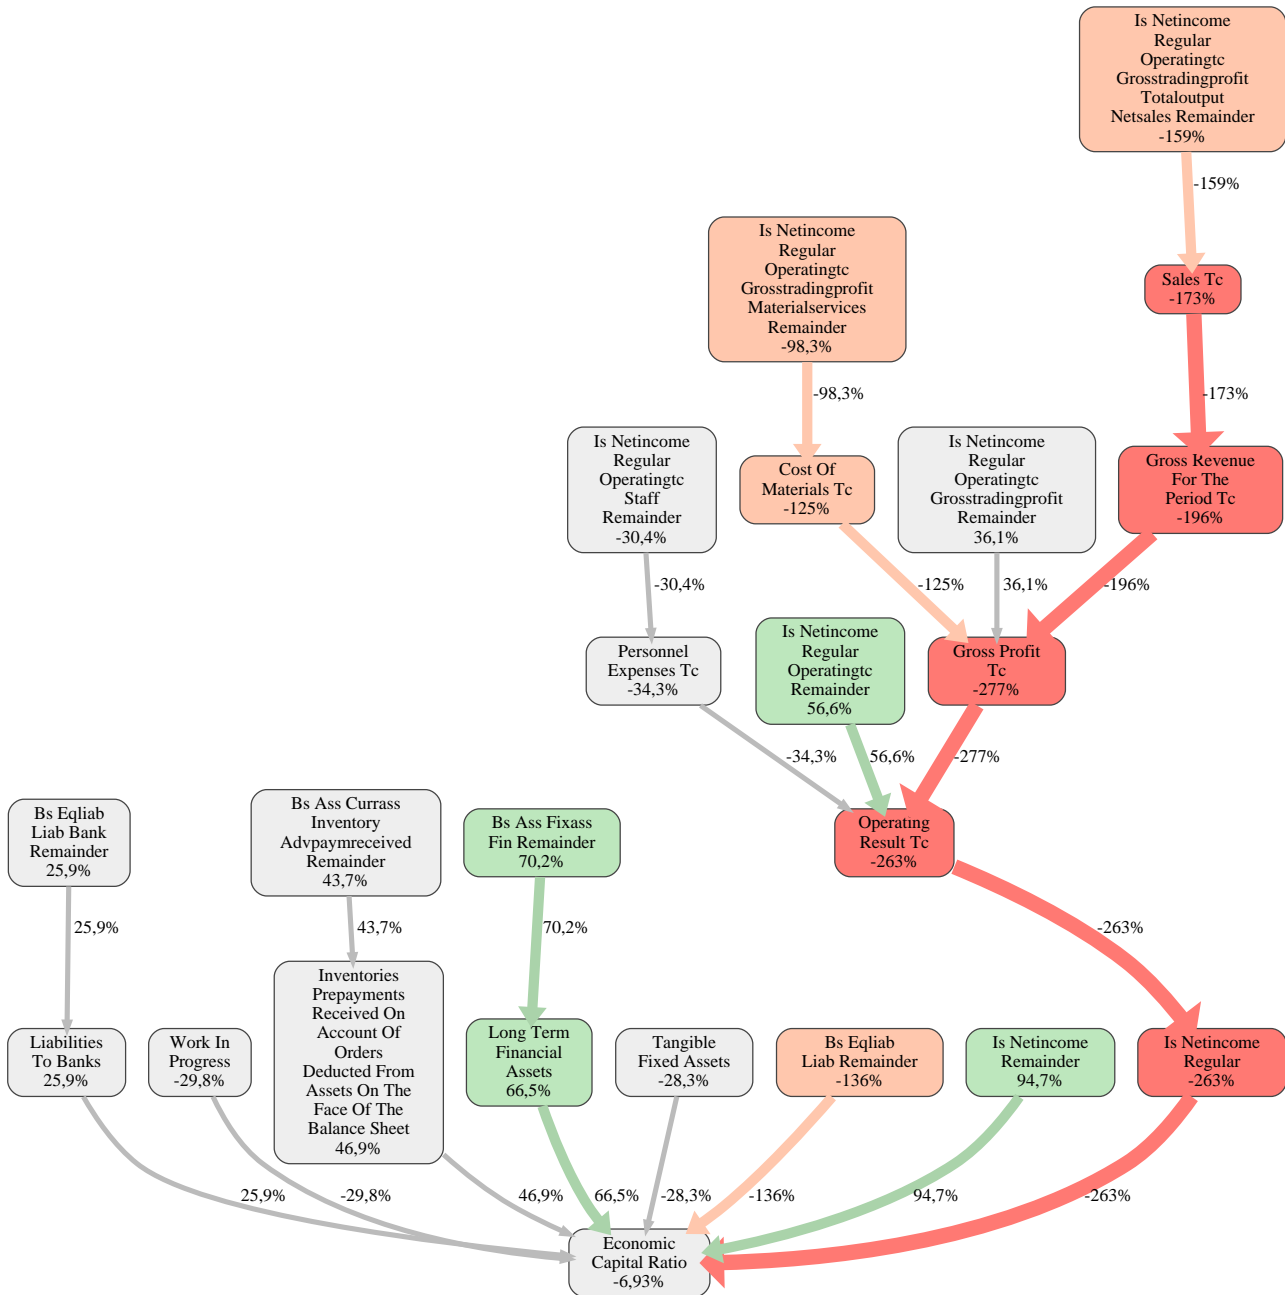 Is Netincome
Regular
Operatingtc
Grosstradingprofit
Totaloutput
Netsales Remainder
-159%
-159%
Is Netincome
Regular
Operatingtc
Grosstradingprofit
Materialservices
Remainder
-98,3%
Sales Tc
-173%
-98,3%
-173%
Is Netincome
Regular
Operatingtc
Staff
Remainder
-30,4%
Cost Of
Materials Tc
-125%
Is Netincome
Regular
Operatingtc
Grosstradingprofit
Remainder
36,1%
Gross Revenue
For The
Period Tc
-196%
-30,4%
-125%
36,1%
-196%
Personnel
Expenses Tc
-34,3%
Is Netincome
Regular
Operatingtc
Remainder
56,6%
Gross Profit
Tc
-277%
-34,3%
56,6%
-277%
Bs Eqliab
Liab Bank
Remainder
25,9%
Bs Ass Currass
Inventory
Advpaymreceived
Remainder
43,7%
Bs Ass Fixass
Fin Remainder
70,2%
Operating
Result Tc
-263%
25,9%
43,7%
70,2%
-263%
Liabilities
To Banks
25,9%
Work In
Progress
-29,8%
Inventories
Prepayments
Received On
Account Of
Orders
Deducted From
Assets On The
Face Of The
Balance Sheet
46,9%
Long Term
Financial
Assets
66,5%
Tangible
Fixed Assets
-28,3%
Bs Eqliab
Liab Remainder
-136%
Is Netincome
Remainder
94,7%
Is Netincome
Regular
-263%
25,9%
-29,8%
46,9%
66,5%
-28,3%
-136%
94,7%
-263%
Economic
Capital Ratio
-6,93%